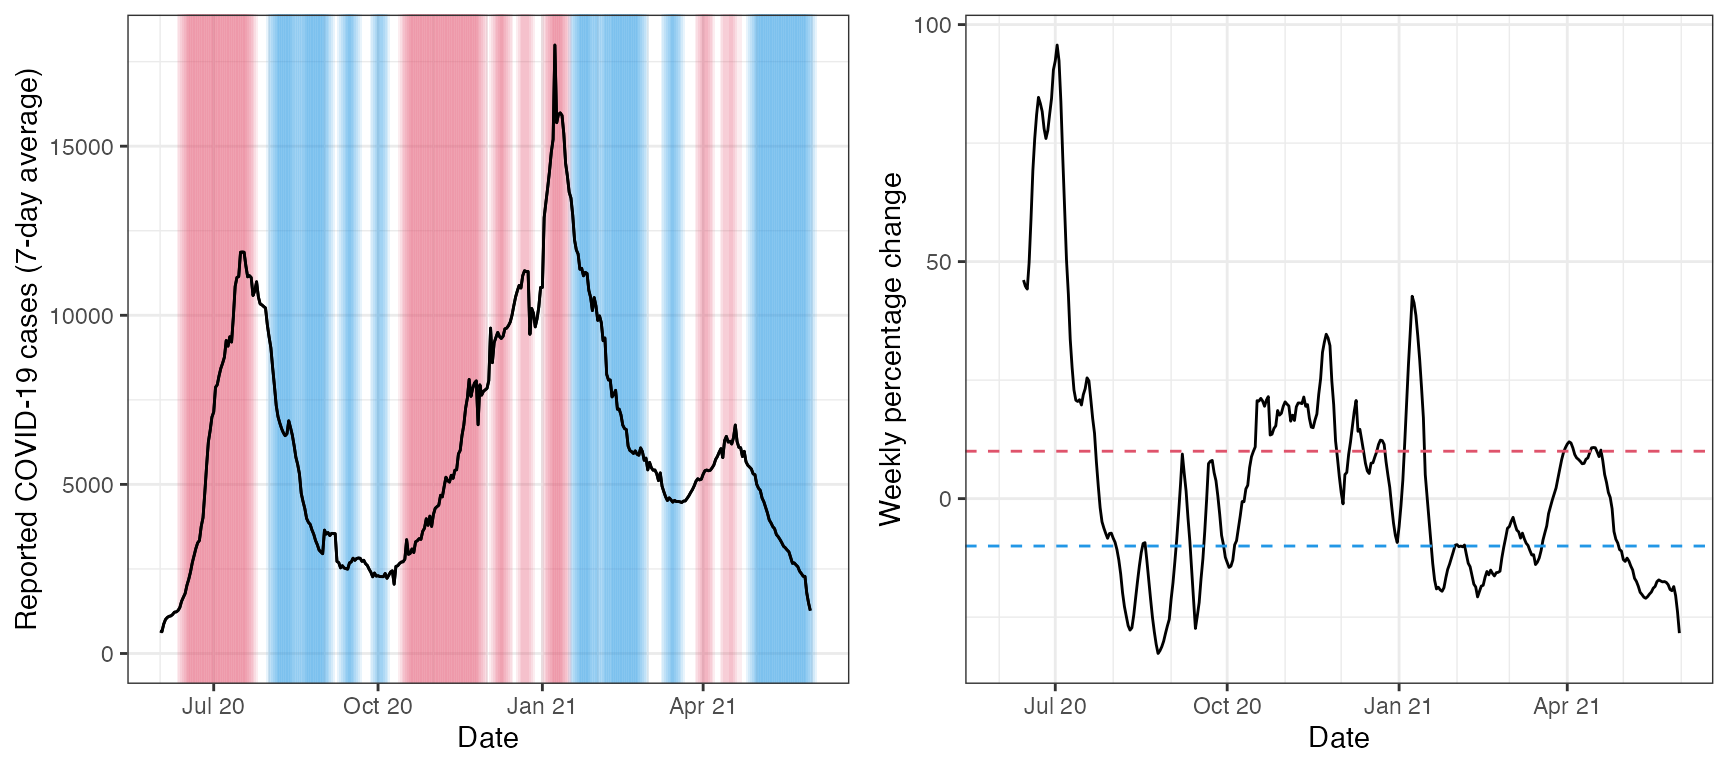 Reported COVID-19 cases (7-day average)
15000
10000
5000
0
Jul 20
Oct 20
Jan 21
Apr 21
Date
Weekly percentage change
100
50
0
Jul 20
Oct 20
Jan 21
Apr 21
Date